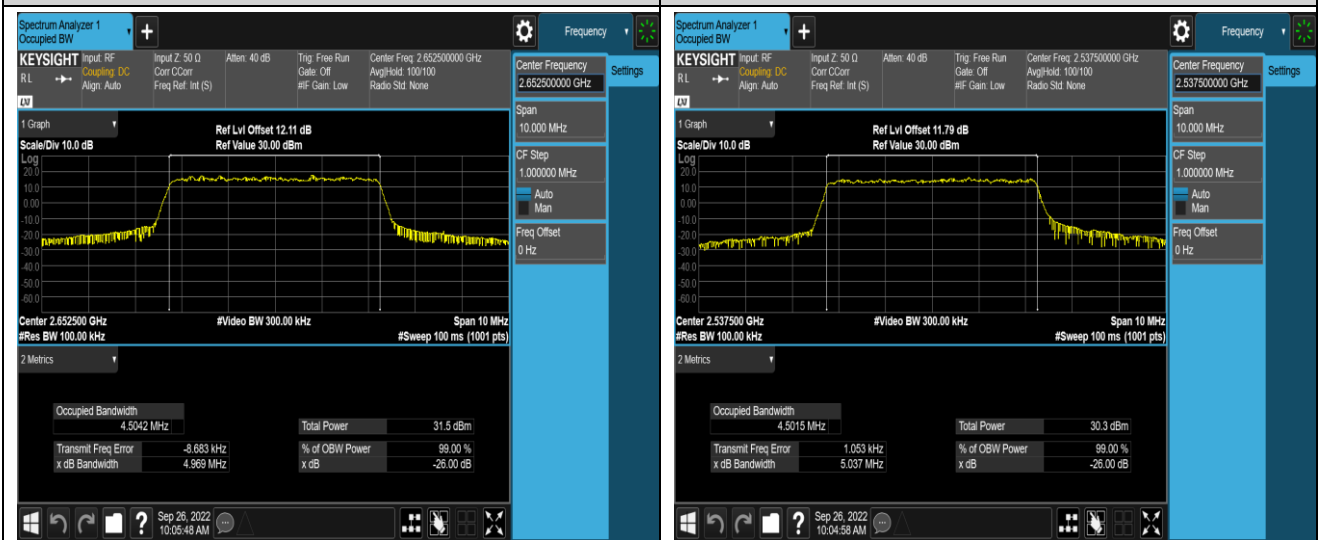 Spectrum Analyzer 1
Occupied BW
Frequency
KEYSIGHT
RL
LXI
Input: RF
Coupling: DC
Align: Auto
Input Z: 50 Ω
Corr CCorr
Freq Ref: Int (S)
Atten: 40 dB
Trig: Free Run
Gate: Off
#IF Gain: Low
Center Freq: 2.652500000 GHz
Avg|Hold: 100/100
Radio Std: None
Center Frequency
2.652500000 GHz
Settings
Span
10.000 MHz
CF Step
1.000000 MHz
Auto
Man
Freq Offset
0 Hz
1 Graph
Ref Lvl Offset 12.11 dB
Scale/Div 10.0 dB
Ref Value 30.00 dBm
Log
20.0
10.0
0.00
-10.0
-20.0
-30.0
-40.0
-50.0
-60.0
Center 2.652500 GHz
#Video BW 300.00 kHz
Span 10 MHz
#Res BW 100.00 kHz
#Sweep 100 ms (1001 pts)
2 Metrics
Occupied Bandwidth
4.5042 MHz
Total Power 31.5 dBm
Transmit Freq Error -8.683 kHz
% of OBW Power 99.00 %
x dB Bandwidth 4.969 MHz
x dB -26.00 dB
?
Sep 26, 2022
10:05:48 AM
Spectrum Analyzer 1
Occupied BW
Frequency
KEYSIGHT
RL
LXI
Input: RF
Coupling: DC
Align: Auto
Input Z: 50 Ω
Corr CCorr
Freq Ref: Int (S)
Atten: 40 dB
Trig: Free Run
Gate: Off
#IF Gain: Low
Center Freq: 2.537500000 GHz
Avg|Hold: 100/100
Radio Std: None
Center Frequency
2.537500000 GHz
Settings
Span
10.000 MHz
CF Step
1.000000 MHz
Auto
Man
Freq Offset
0 Hz
1 Graph
Ref Lvl Offset 11.79 dB
Scale/Div 10.0 dB
Ref Value 30.00 dBm
Log
20.0
10.0
0.00
-10.0
-20.0
-30.0
-40.0
-50.0
-60.0
Center 2.537500 GHz
#Video BW 300.00 kHz
Span 10 MHz
#Res BW 100.00 kHz
#Sweep 100 ms (1001 pts)
2 Metrics
Occupied Bandwidth
4.5015 MHz
Total Power 30.3 dBm
Transmit Freq Error 1.053 kHz
% of OBW Power 99.00 %
x dB Bandwidth 5.037 MHz
x dB -26.00 dB
?
Sep 26, 2022
10:04:58 AM